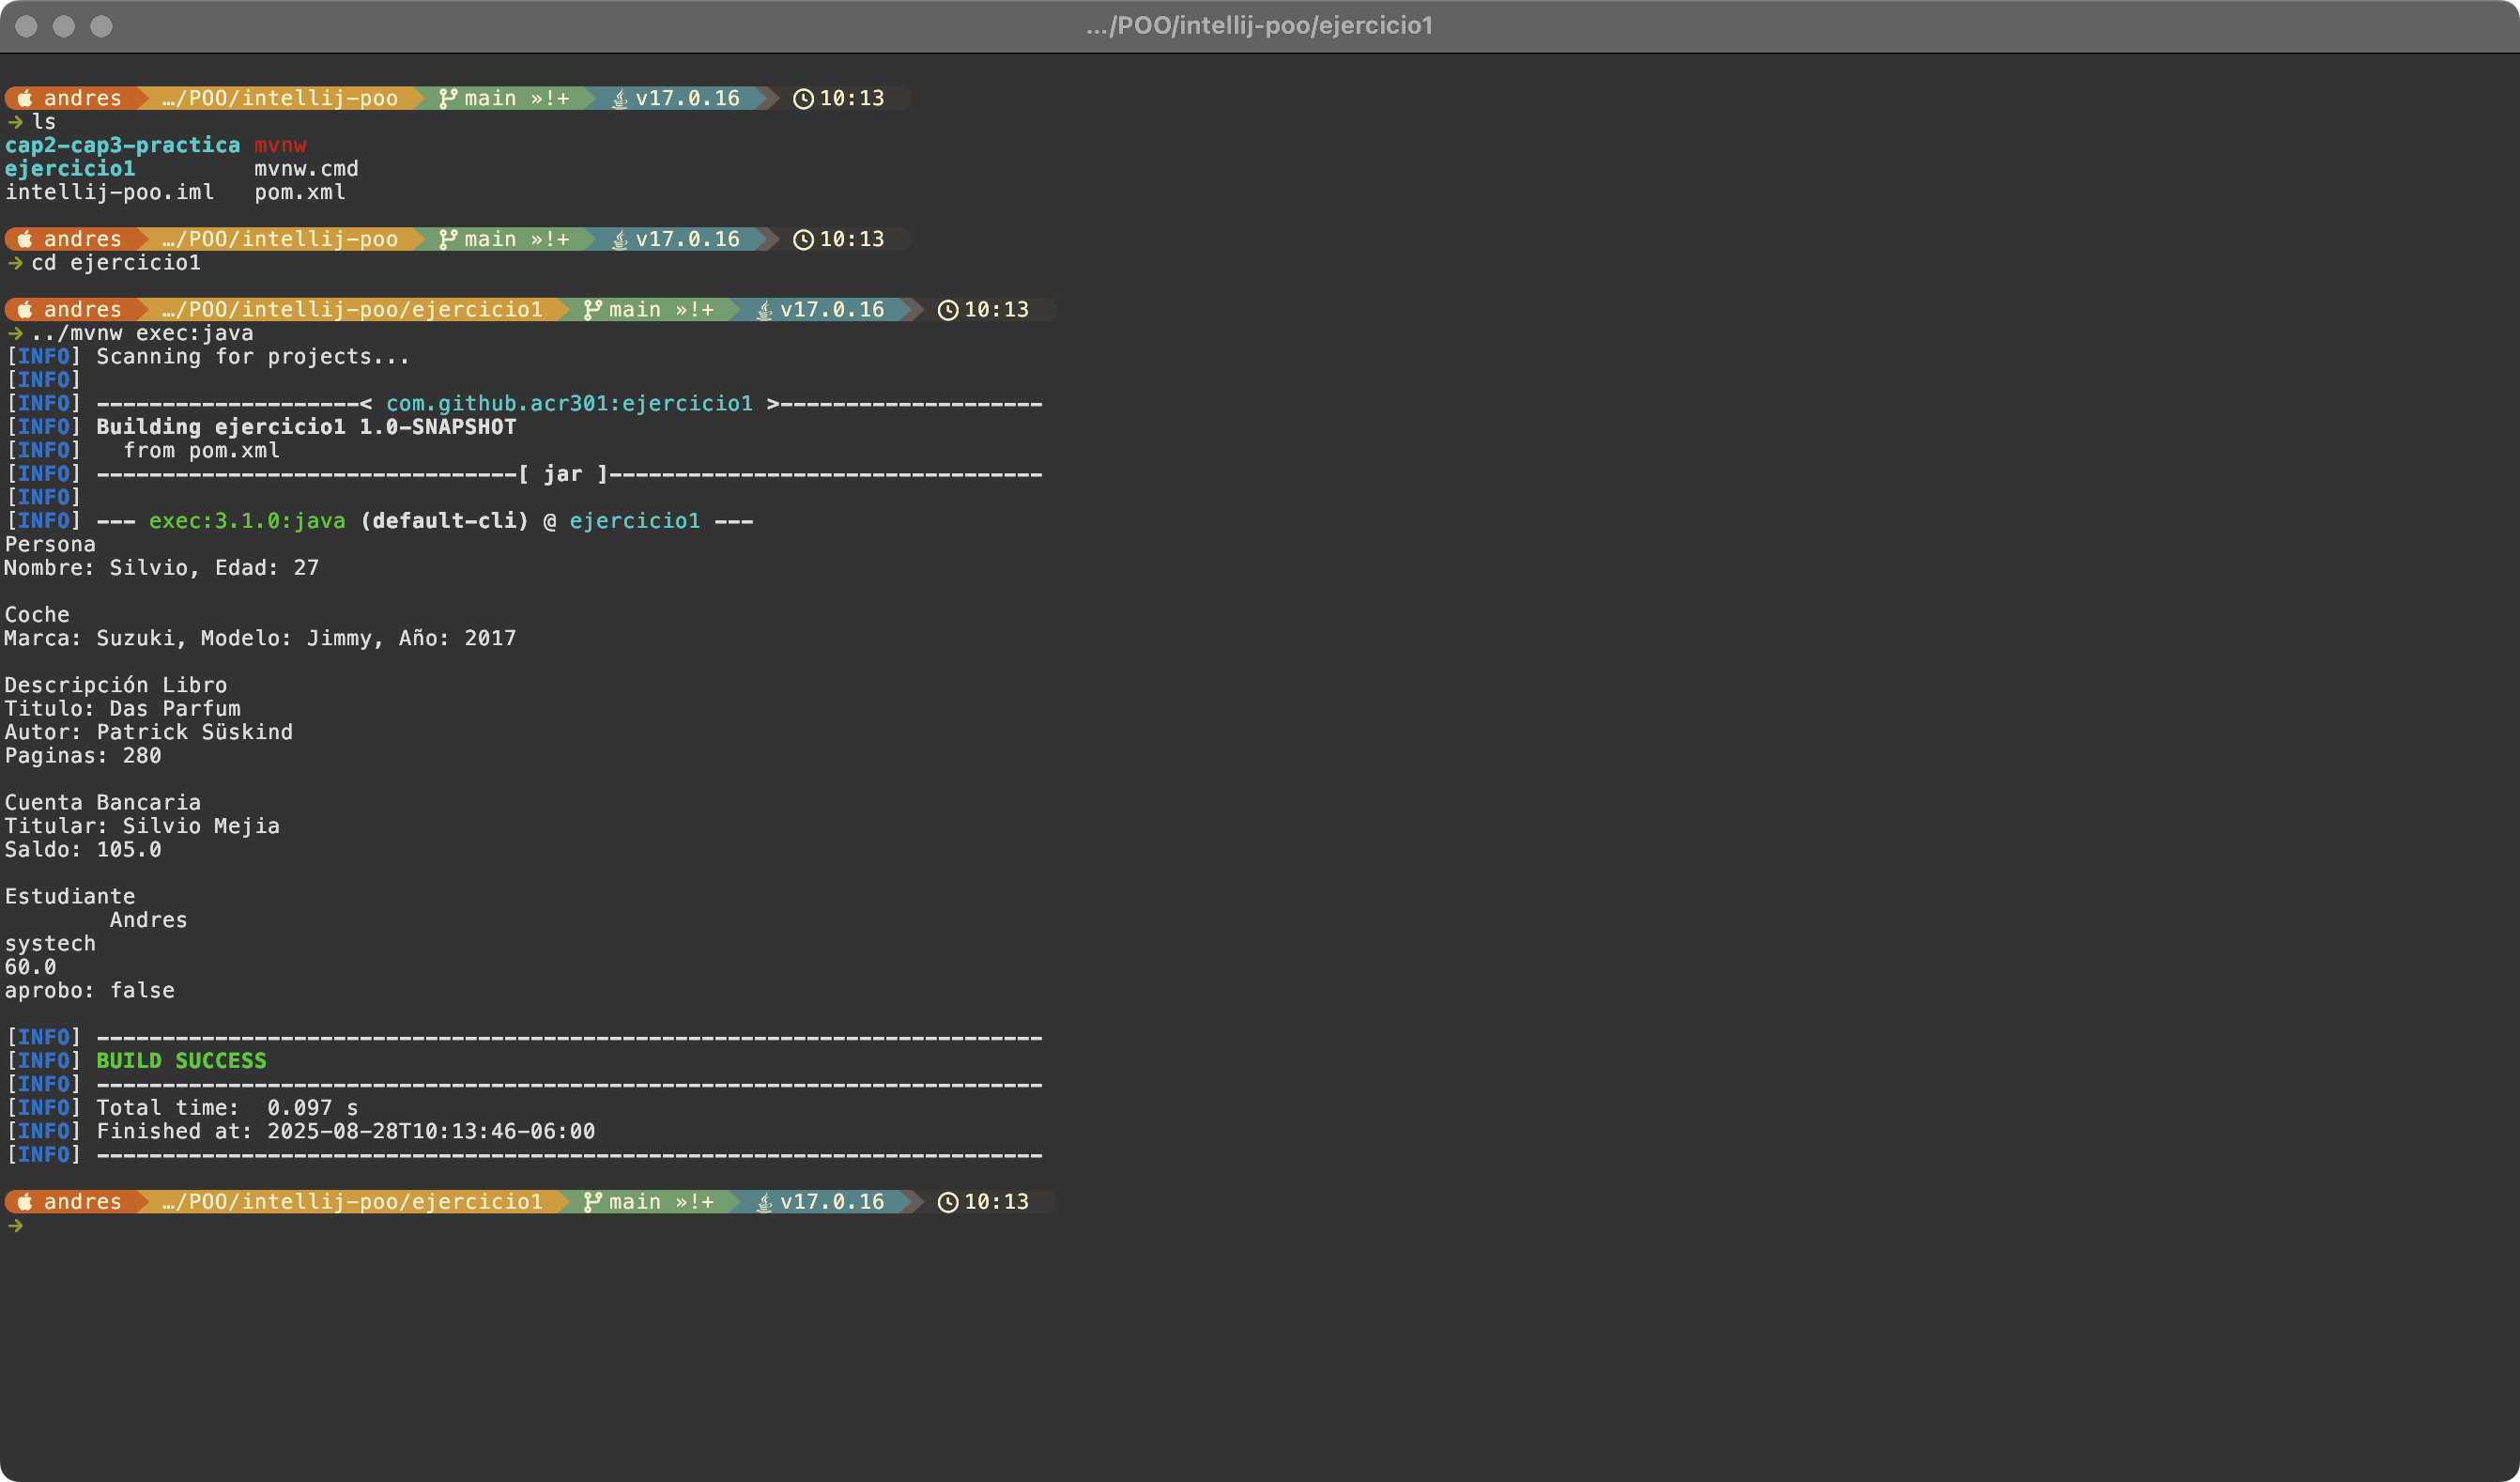 .../POO/intellij-poo/ejercicio1
andres …/POO/intellij-poo main »!+ v17.0.16 10:13
→ ls
cap2-cap3-practica mvnw
ejercicio1 mvnw.cmd
intellij-poo.iml pom.xml
andres …/POO/intellij-poo main »!+ v17.0.16 10:13
→ cd ejercicio1
andres …/POO/intellij-poo/ejercicio1 main »!+ v17.0.16 10:13
→ ../mvnw exec:java
[INFO] Scanning for projects...
[INFO]
[INFO] --------------------< com.github.acr301:ejercicio1 >--------------------
[INFO] Building ejercicio1 1.0-SNAPSHOT
[INFO]   from pom.xml
[INFO] --------------------------------[ jar ]---------------------------------
[INFO]
[INFO] --- exec:3.1.0:java (default-cli) @ ejercicio1 ---
Persona
Nombre: Silvio, Edad: 27
Coche
Marca: Suzuki, Modelo: Jimmy, Año: 2017
Descripción Libro
Titulo: Das Parfum
Autor: Patrick Süskind
Paginas: 280
Cuenta Bancaria
Titular: Silvio Mejia
Saldo: 105.0
Estudiante
        Andres
systech
60.0
aprobo: false
[INFO] ------------------------------------------------------------------------
[INFO] BUILD SUCCESS
[INFO] ------------------------------------------------------------------------
[INFO] Total time:  0.097 s
[INFO] Finished at: 2025-08-28T10:13:46-06:00
[INFO] ------------------------------------------------------------------------
andres …/POO/intellij-poo/ejercicio1 main »!+ v17.0.16 10:13
→